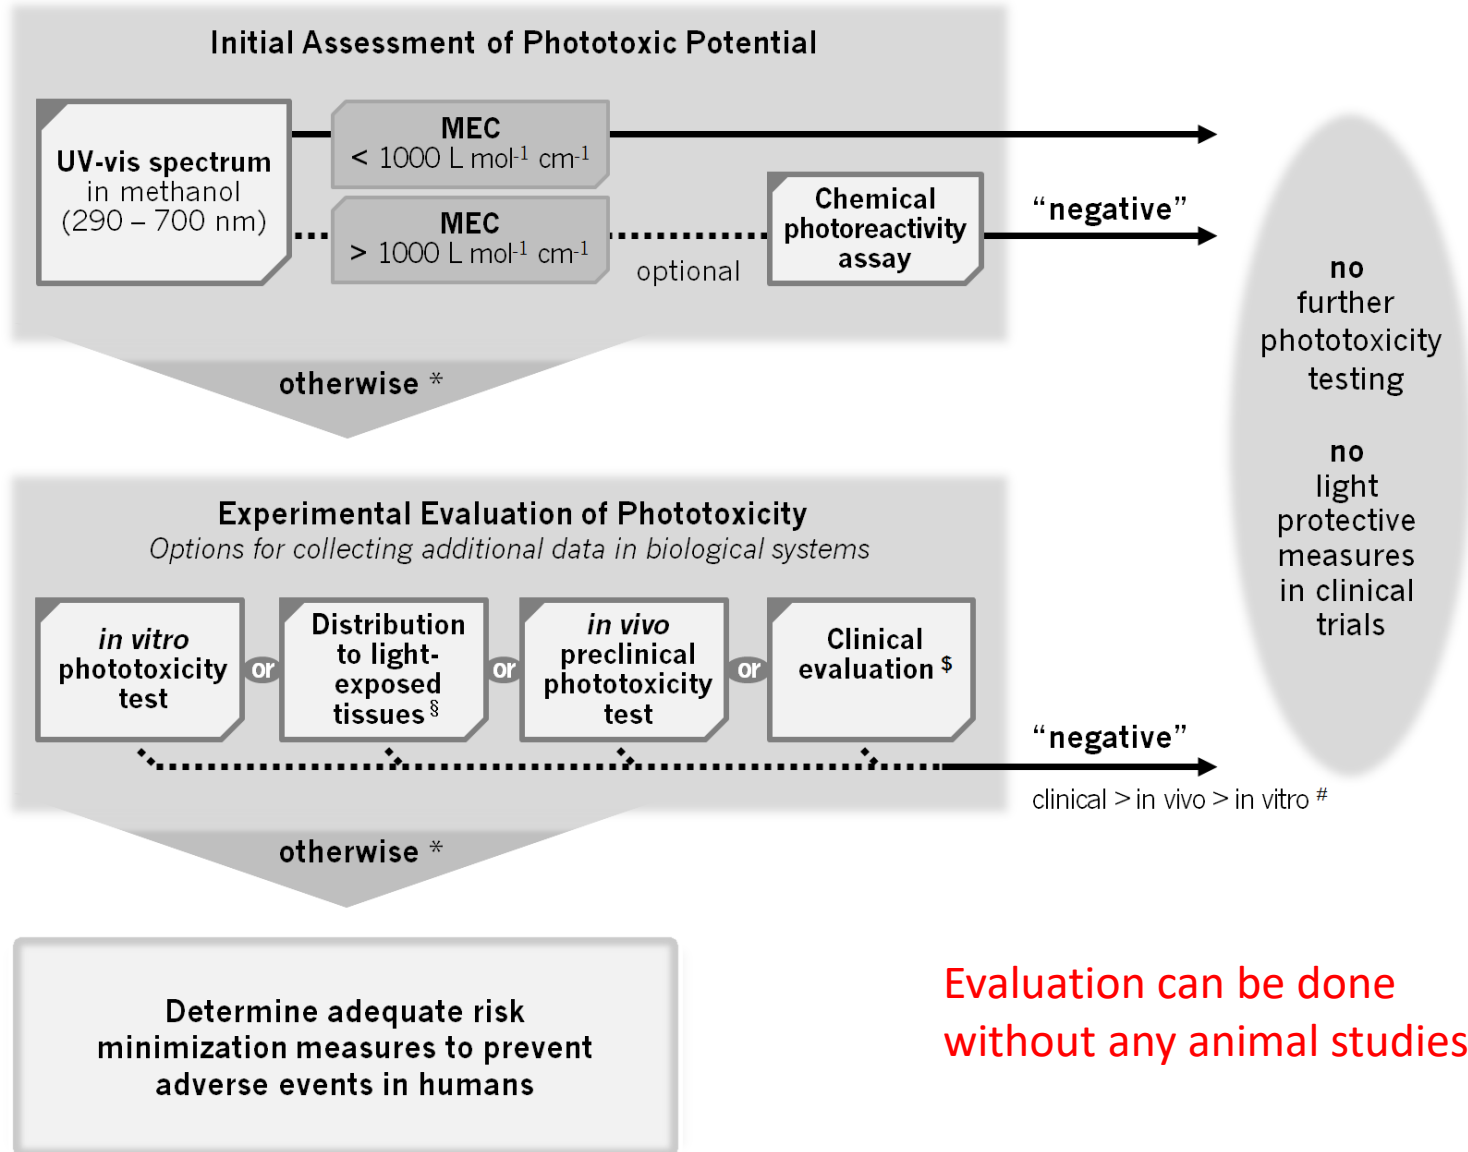 Initial Assessment of Phototoxic Potential
UV-vis spectrum
in methanol
(290 – 700 nm)
MEC
< 1000 L mol⁻¹ cm⁻¹
MEC
> 1000 L mol⁻¹ cm⁻¹
optional
Chemical
photoreactivity
assay
“negative”
no
further
phototoxicity
testing
no
light
protective
measures
in clinical
trials
otherwise *
Experimental Evaluation of Phototoxicity
Options for collecting additional data in biological systems
in vitro
phototoxicity
test
or
Distribution
to light-
exposed
tissues §
or
in vivo
preclinical
phototoxicity
test
or
Clinical
evaluation $
“negative”
clinical > in vivo > in vitro #
otherwise *
Determine adequate risk
minimization measures to prevent
adverse events in humans
Evaluation can be done
without any animal studies